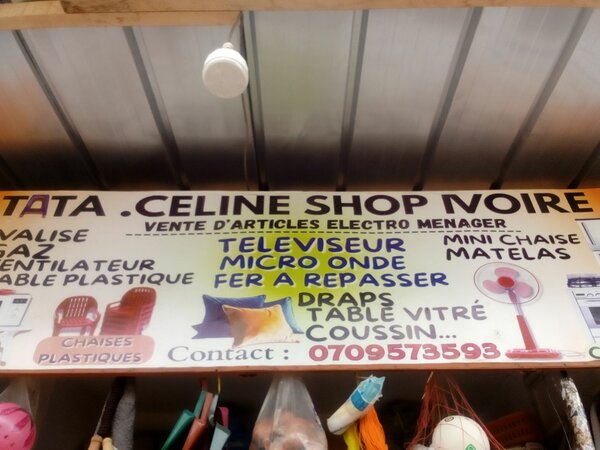 TATA .CELINE SHOP IVOIRE
VENTE D'ARTICLES ELECTRO MENAGER
VALISE
GAZ
VENTILATEUR
TABLE PLASTIQUE
CHAISES
PLASTIQUES
TELEVISEUR
MICRO ONDE
FER A REPASSER
DRAPS
TABLE VITRÉ
COUSSIN...
MINI CHAISE
MATELAS
Contact : 0709573593